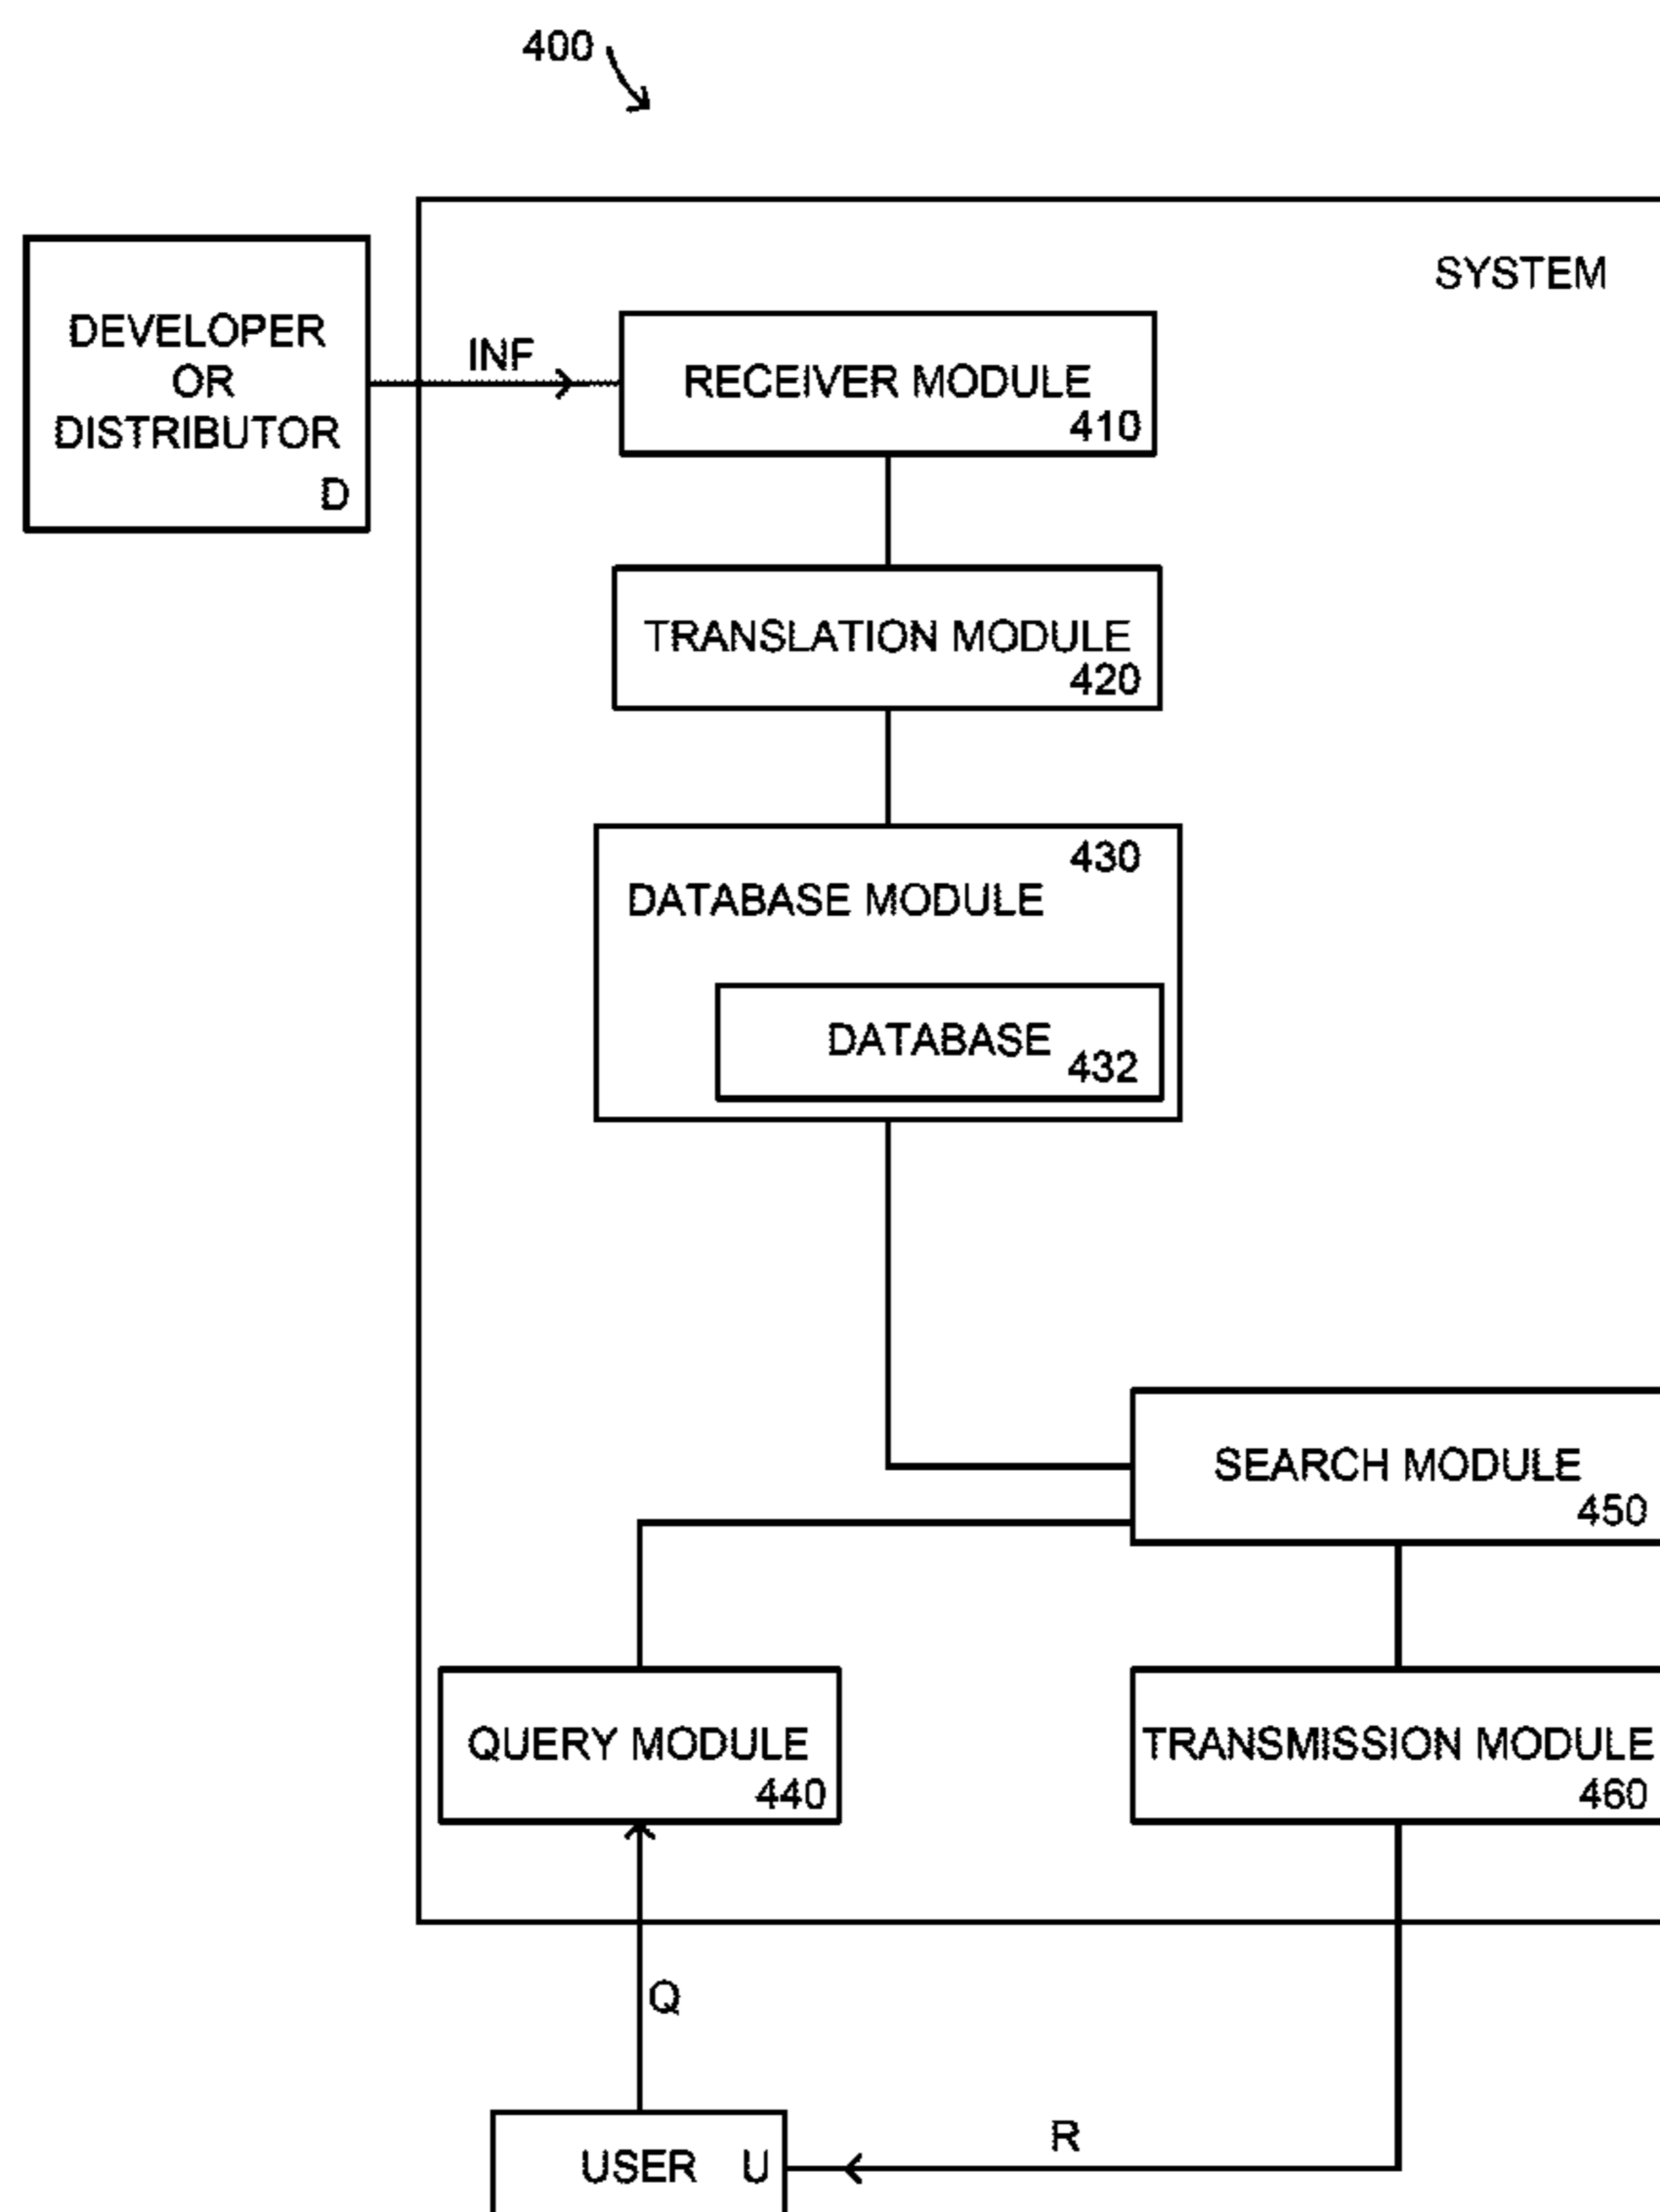 400
SYSTEM
DEVELOPER
OR
DISTRIBUTOR
D
INF
RECEIVER MODULE
410
TRANSLATION MODULE
420
430
DATABASE MODULE
DATABASE
432
SEARCH MODULE
450
QUERY MODULE
440
TRANSMISSION MODULE
460
Q
R
USER U